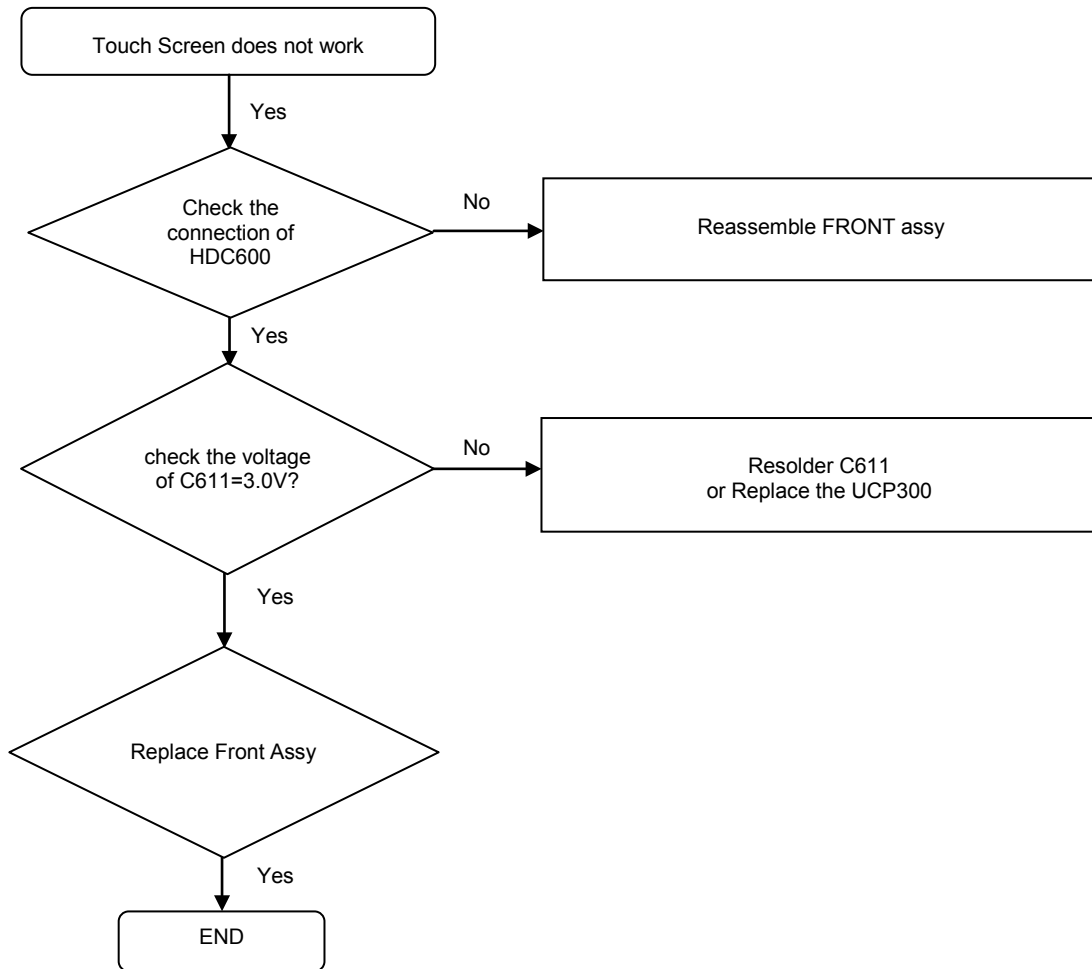 Touch Screen does not work
Yes
Check the
connection of
HDC600
No
Reassemble FRONT assy
Yes
check the voltage
of C611=3.0V?
No
Resolder C611
or Replace the UCP300
Yes
Replace Front Assy
Yes
END